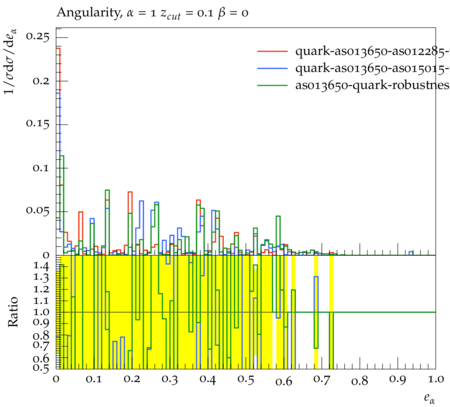 Angularity, α = 1 z_cut = 0.1 β = 0
1/σdσ/de_α
0.25
0.2
0.15
0.1
0.05
0
quark-as013650-as012285-
quark-as013650-as015015-
as013650-quark-robustnes
Ratio
1.4
1.3
1.2
1.1
1.0
0.9
0.8
0.7
0.6
0.5
0 0.1 0.2 0.3 0.4 0.5 0.6 0.7 0.8 0.9 1.0
e_α